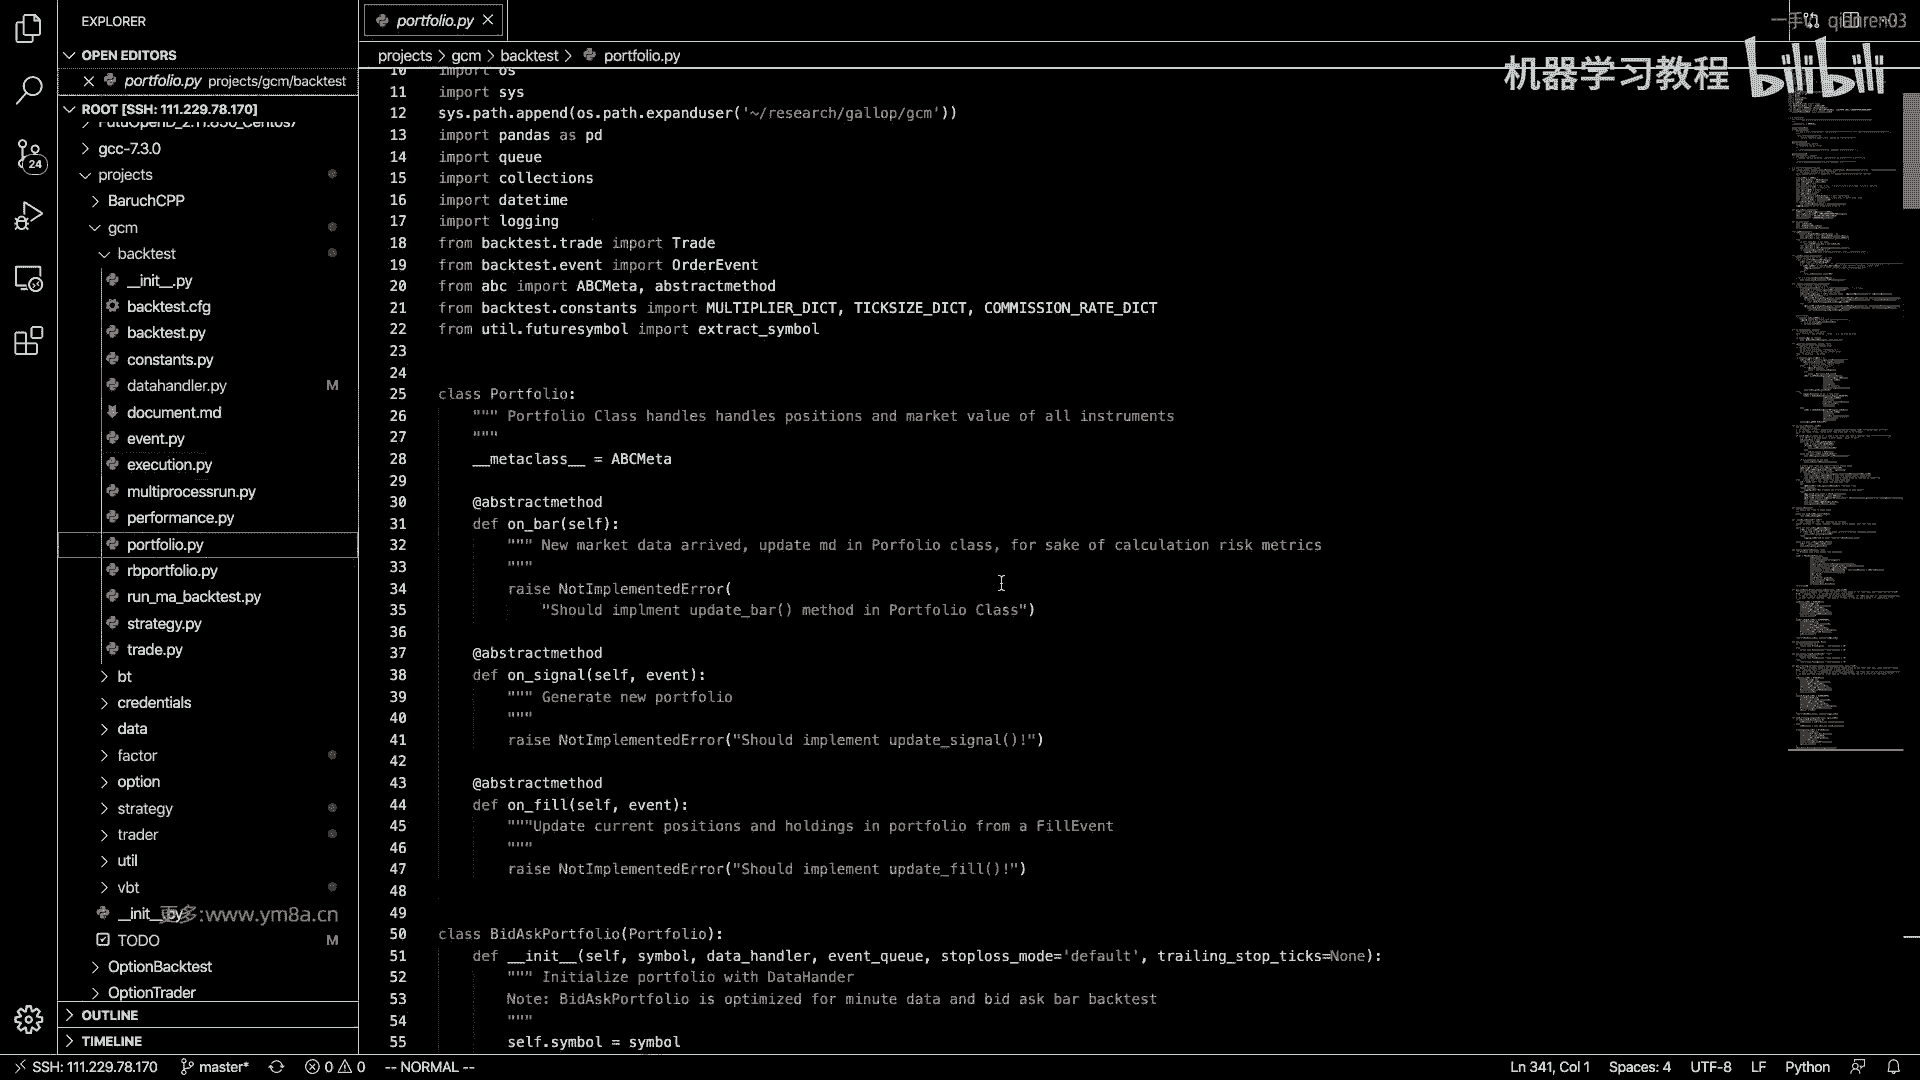 EXPLORER
OPEN EDITORS
portfolio.py projects/gcm/backtest
ROOT [SSH: 111.229.78.170]
gcc-7.3.0
projects
BaruchCPP
gcm
backtest
__init__.py
backtest.cfg
backtest.py
constants.py
datahandler.py M
document.md
event.py
execution.py
multiprocessrun.py
performance.py
portfolio.py
rbportfolio.py
run_ma_backtest.py
strategy.py
trade.py
bt
credentials
data
factor
option
strategy
trader
util
vbt
__init__.py
更多:www.ym8a.cn
TODO M
OptionBacktest
OptionTrader
OUTLINE
TIMELINE
24
portfolio.py
projects > gcm > backtest > portfolio.py
qianren03
机器学习教程 bilibili
10 import os
11 import sys
12 sys.path.append(os.path.expanduser('~/research/gallop/gcm'))
13 import pandas as pd
14 import queue
15 import collections
16 import datetime
17 import logging
18 from backtest.trade import Trade
19 from backtest.event import OrderEvent
20 from abc import ABCMeta, abstractmethod
21 from backtest.constants import MULTIPLIER_DICT, TICKSIZE_DICT, COMMISSION_RATE_DICT
22 from util.futuresymbol import extract_symbol
23
24
25 class Portfolio:
26 """ Portfolio Class handles handles positions and market value of all instruments
27 """
28 __metaclass__ = ABCMeta
29
30 @abstractmethod
31 def on_bar(self):
32 """ New market data arrived, update md in Porfolio class, for sake of calculation risk metrics
33 """
34 raise NotImplementedError(
35 "Should implment update_bar() method in Portfolio Class")
36
37 @abstractmethod
38 def on_signal(self, event):
39 """ Generate new portfolio
40 """
41 raise NotImplementedError("Should implement update_signal()!")
42
43 @abstractmethod
44 def on_fill(self, event):
45 """Update current positions and holdings in portfolio from a FillEvent
46 """
47 raise NotImplementedError("Should implement update_fill()!")
48
49
50 class BidAskPortfolio(Portfolio):
51 def __init__(self, symbol, data_handler, event_queue, stoploss_mode='default', trailing_stop_ticks=None):
52 """ Initialize portfolio with DataHander
53 Note: BidAskPortfolio is optimized for minute data and bid ask bar backtest
54 """
55 self.symbol = symbol
SSH: 111.229.78.170 master* 0 0 -- NORMAL -- Ln 341, Col 1 Spaces: 4 UTF-8 LF Python